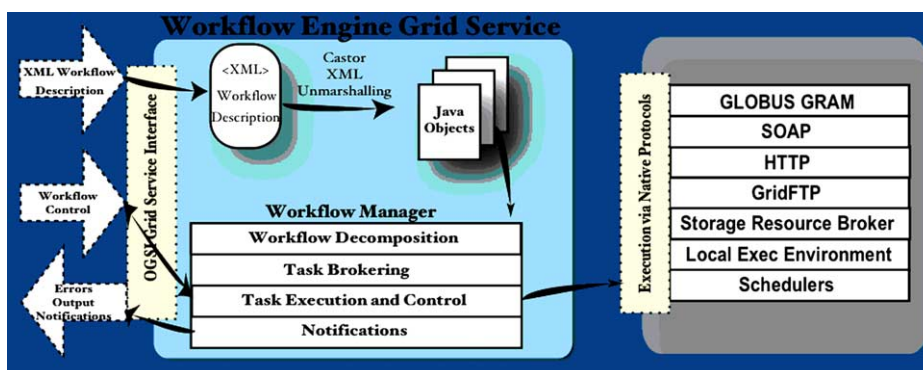 Workflow Engine Grid Service
XML Workflow
Description
Workflow
Control
Errors
Output
Notifications
OGSI Grid Service Interface
<XML>
Workflow
Description
Castor
XML
Unmarshalling
Java
Objects
Workflow Manager
Workflow Decomposition
Task Brokering
Task Execution and Control
Notifications
Execution via Native Protocols
GLOBUS GRAM
SOAP
HTTP
GridFTP
Storage Resource Broker
Local Exec Environment
Schedulers